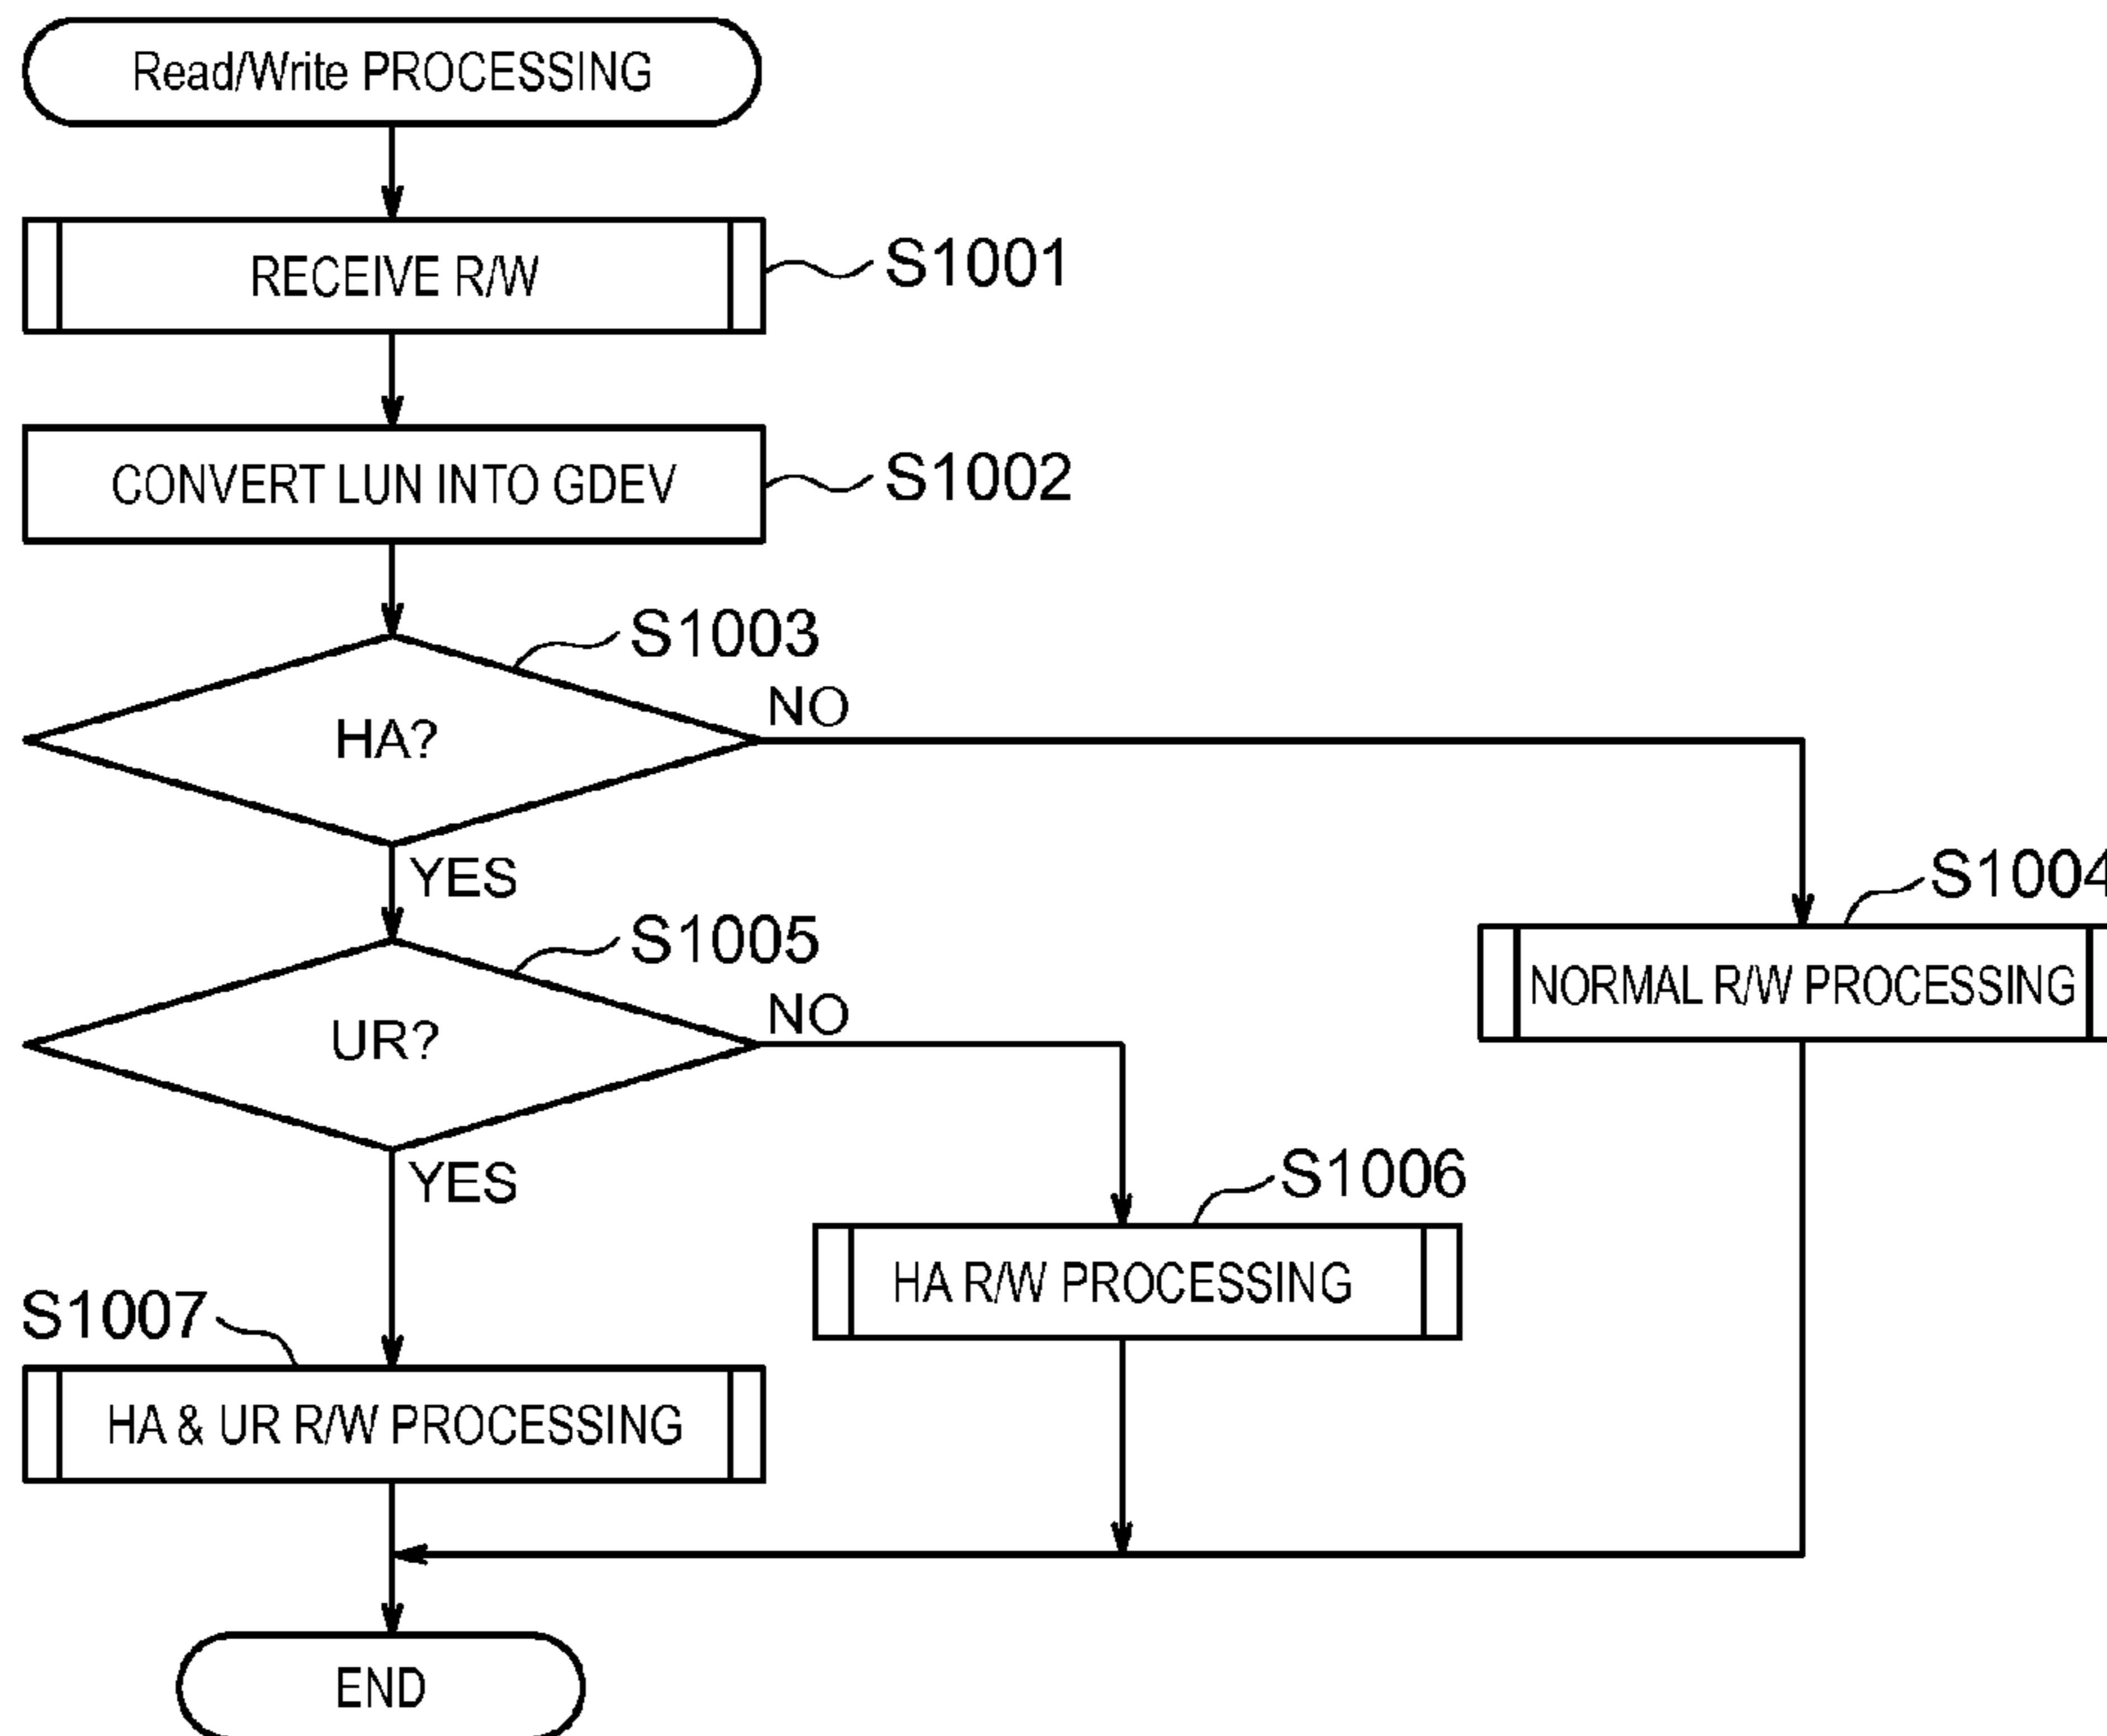 Read/Write PROCESSING
RECEIVE R/W
S1001
CONVERT LUN INTO GDEV
S1002
S1003
HA?
NO
YES
S1004
NORMAL R/W PROCESSING
S1005
UR?
NO
YES
S1006
HA R/W PROCESSING
S1007
HA & UR R/W PROCESSING
END